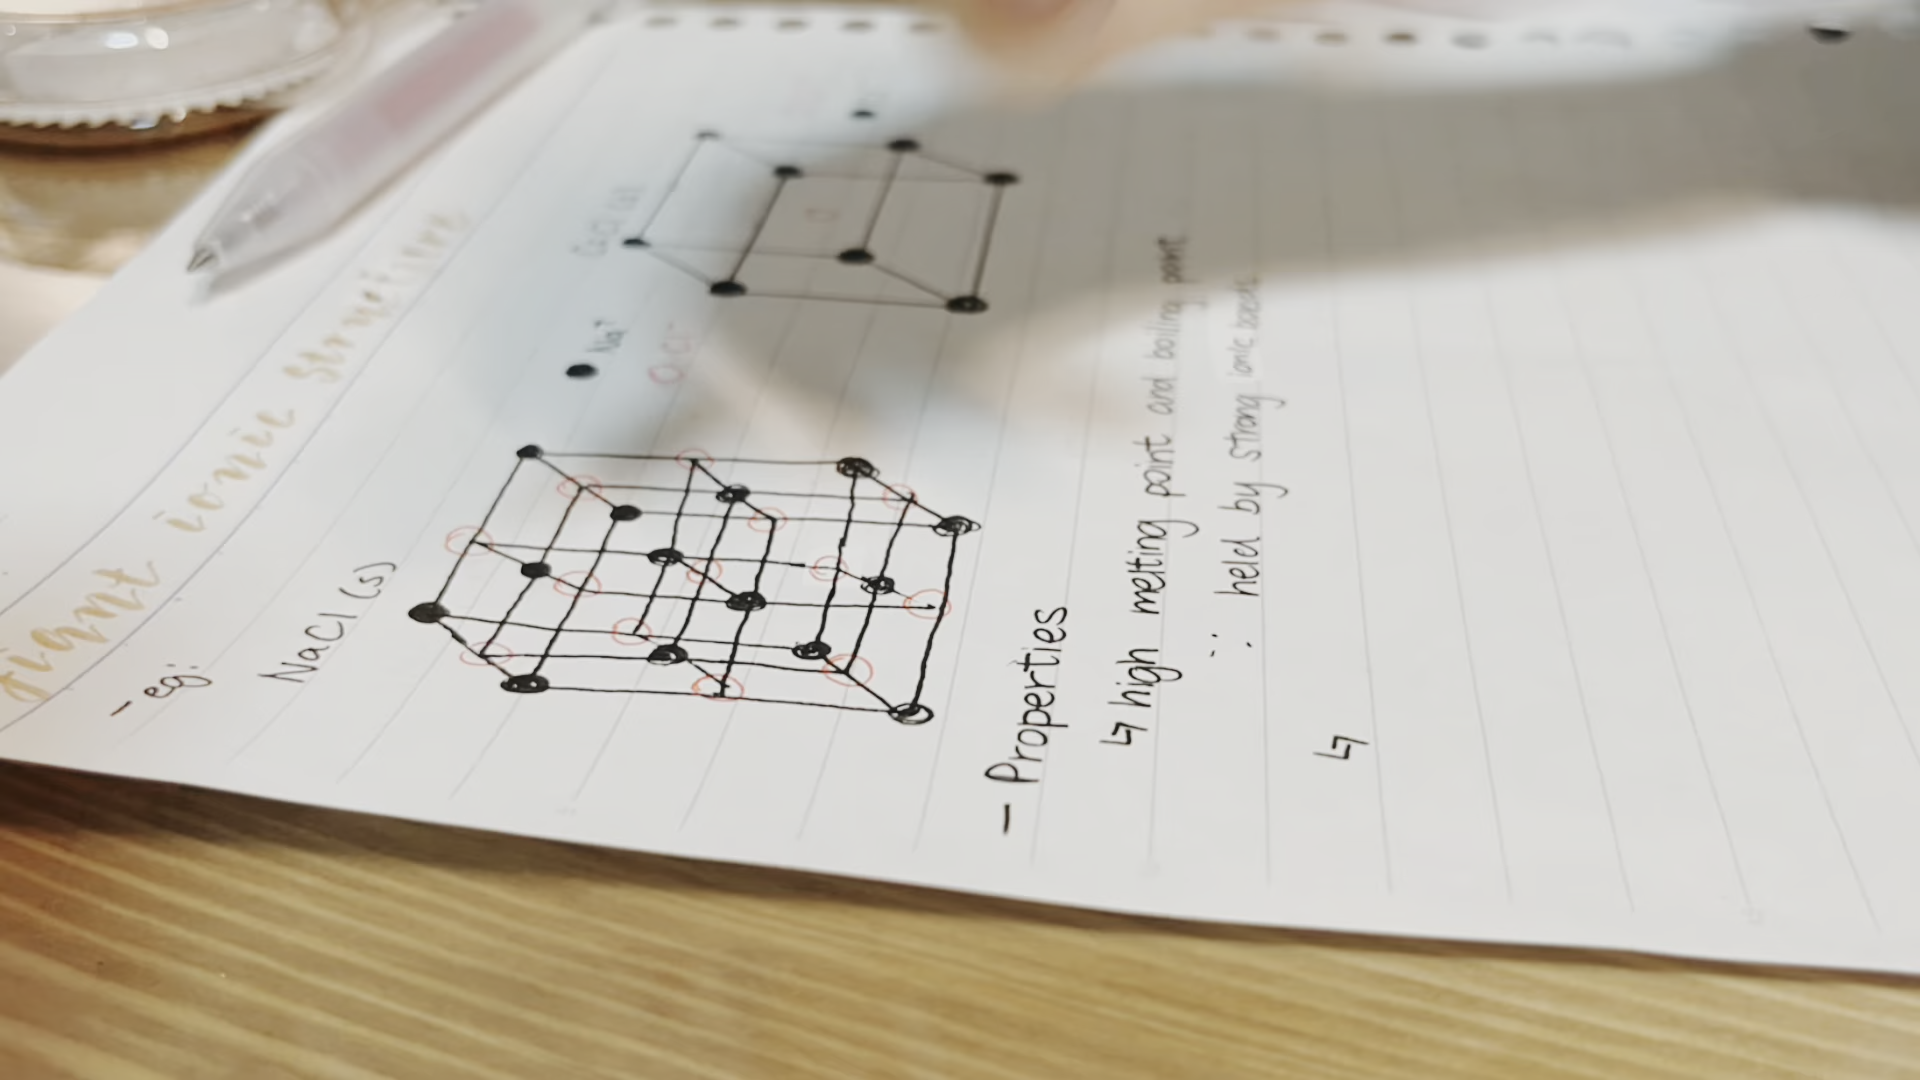 giant ionic structure
- eg:
NaCl (s)
Na+
Cl-
CsCl (s)
Cl
- Properties
↳ high melting point and boiling point
∵ held by strong ionic bonds
↳